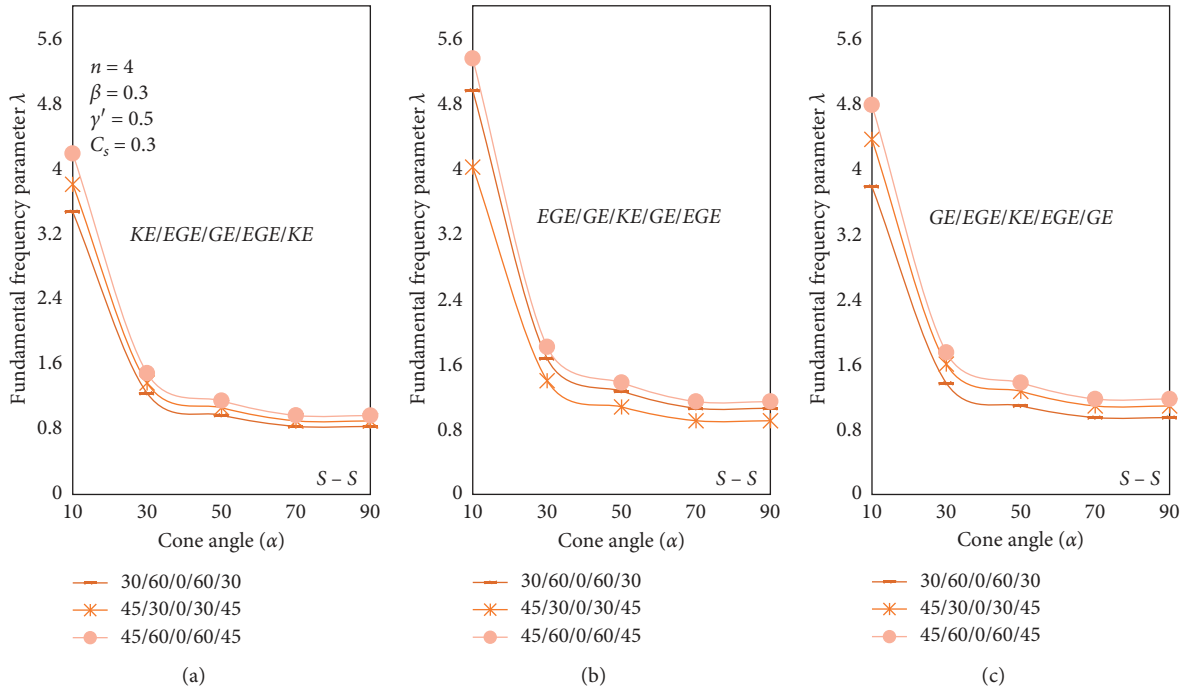 Fundamental frequency parameter λ
5.6
4.8
4
3.2
2.4
1.6
0.8
0
n = 4
β = 0.3
γ′ = 0.5
Cs = 0.3
KE/EGE/GE/EGE/KE
S – S
10 30 50 70 90
Cone angle (α)
30/60/0/60/30
45/30/0/30/45
45/60/0/60/45
(a)
Fundamental frequency parameter λ
5.6
4.8
4
3.2
2.4
1.6
0.8
0
EGE/GE/KE/GE/EGE
S – S
10 30 50 70 90
Cone angle (α)
30/60/0/60/30
45/30/0/30/45
45/60/0/60/45
(b)
Fundamental frequency parameter λ
5.6
4.8
4
3.2
2.4
1.6
0.8
0
GE/EGE/KE/EGE/GE
S – S
10 30 50 70 90
Cone angle (α)
30/60/0/60/30
45/30/0/30/45
45/60/0/60/45
(c)